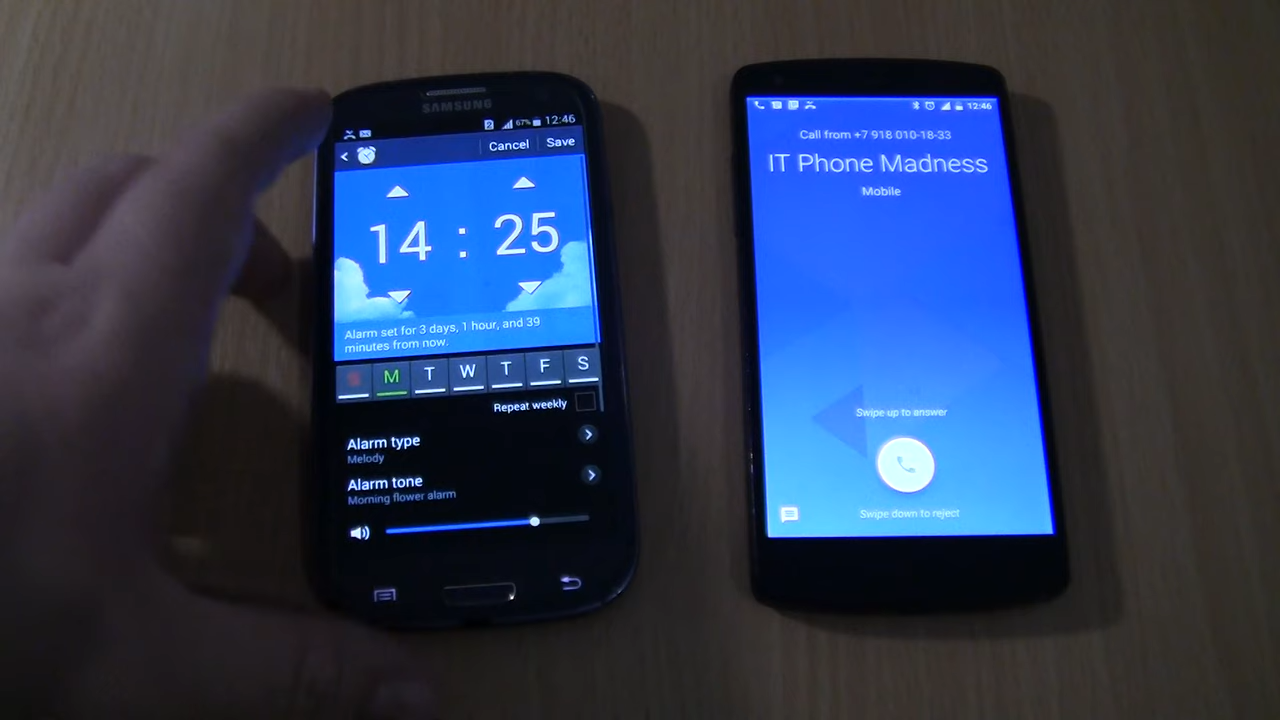 SAMSUNG
2 67% 12:46
Cancel Save
14 : 25
Alarm set for 3 days, 1 hour, and 39
minutes from now.
S M T W T F S
Repeat weekly
Alarm type
Melody
Alarm tone
Morning flower alarm
12:46
Call from +7 918 010-18-33
IT Phone Madness
Mobile
Swipe up to answer
Swipe down to reject